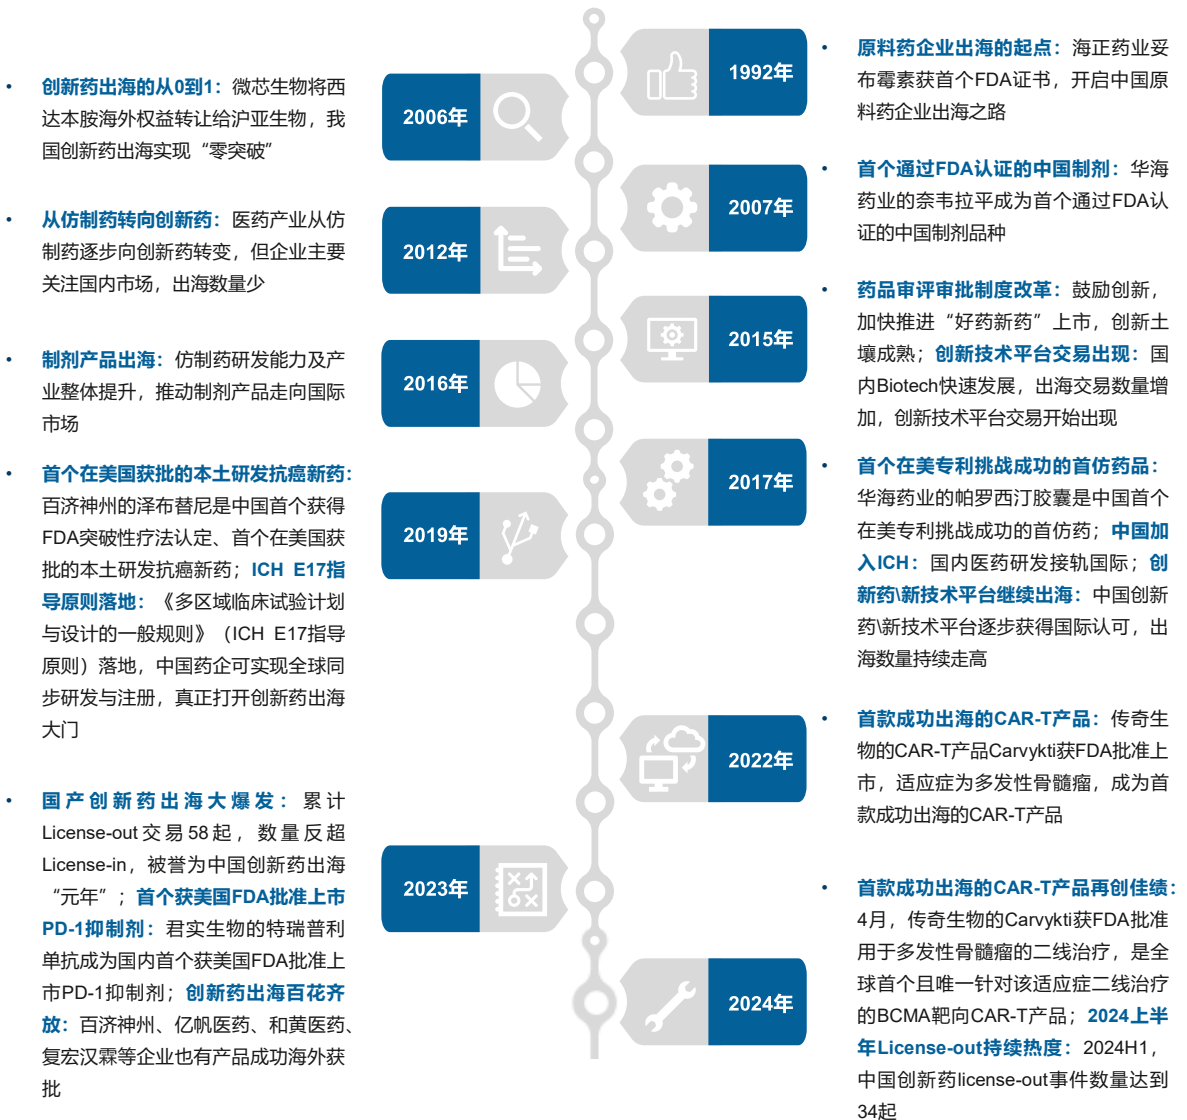 1992年
• 原料药企业出海的起点：海正药业妥
布霉素获首个FDA证书，开启中国原
料药企业出海之路
• 创新药出海的从0到1：微芯生物将西
达本胺海外权益转让给沪亚生物，我
国创新药出海实现“零突破”
2006年
2007年
• 首个通过FDA认证的中国制剂：华海
药业的奈韦拉平成为首个通过FDA认
证的中国制剂品种
• 从仿制药转向创新药：医药产业从仿
制药逐步向创新药转变，但企业主要
关注国内市场，出海数量少
2012年
2015年
• 药品审评审批制度改革：鼓励创新，
加快推进“好药新药”上市，创新土
壤成熟；创新技术平台交易出现：国
内Biotech快速发展，出海交易数量增
加，创新技术平台交易开始出现
• 制剂产品出海：仿制药研发能力及产
业整体提升，推动制剂产品走向国际
市场
2016年
2017年
• 首个在美专利挑战成功的首仿药品：
华海药业的帕罗西汀胶囊是中国首个
在美专利挑战成功的首仿药；中国加
入ICH：国内医药研发接轨国际；创
新药\新技术平台继续出海：中国创新
药\新技术平台逐步获得国际认可，出
海数量持续走高
• 首个在美国获批的本土研发抗癌新药：
百济神州的泽布替尼是中国首个获得
FDA突破性疗法认定、首个在美国获
批的本土研发抗癌新药；ICH E17指
导原则落地：《多区域临床试验计划
与设计的一般规则》（ICH E17指导
原则）落地，中国药企可实现全球同
步研发与注册，真正打开创新药出海
大门
2019年
2022年
• 首款成功出海的CAR-T产品：传奇生
物的CAR-T产品Carvykti获FDA批准上
市，适应症为多发性骨髓瘤，成为首
款成功出海的CAR-T产品
• 国产创新药出海大爆发：累计
License-out交易58起，数量反超
License-in，被誉为中国创新药出海
“元年”；首个获美国FDA批准上市
PD-1抑制剂：君实生物的特瑞普利
单抗成为国内首个获美国FDA批准上
市PD-1抑制剂；创新药出海百花齐
放：百济神州、亿帆医药、和黄医药、
复宏汉霖等企业也有产品成功海外获
批
2023年
2024年
• 首款成功出海的CAR-T产品再创佳绩：
4月，传奇生物的Carvykti获FDA批准
用于多发性骨髓瘤的二线治疗，是全
球首个且唯一针对该适应症二线治疗
的BCMA靶向CAR-T产品；2024上半
年License-out持续热度：2024H1，
中国创新药license-out事件数量达到
34起